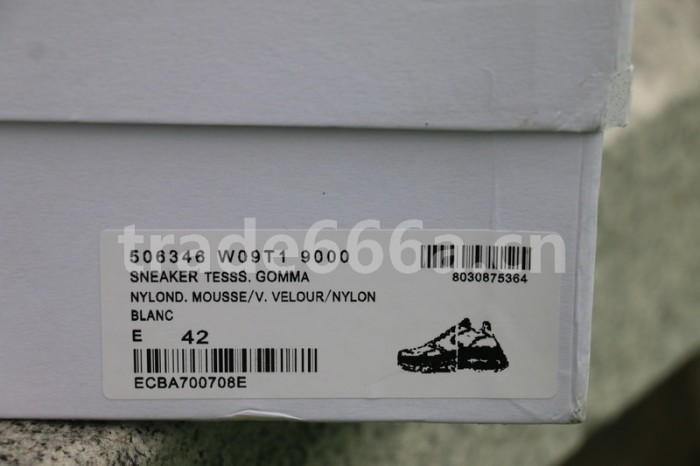 trade666a.cn
506346 W09T1 9000
8030875364
SNEAKER TESSS. GOMMA
NYLOND. MOUSSE/V. VELOUR/NYLON
BLANC
E 42
ECBA700708E